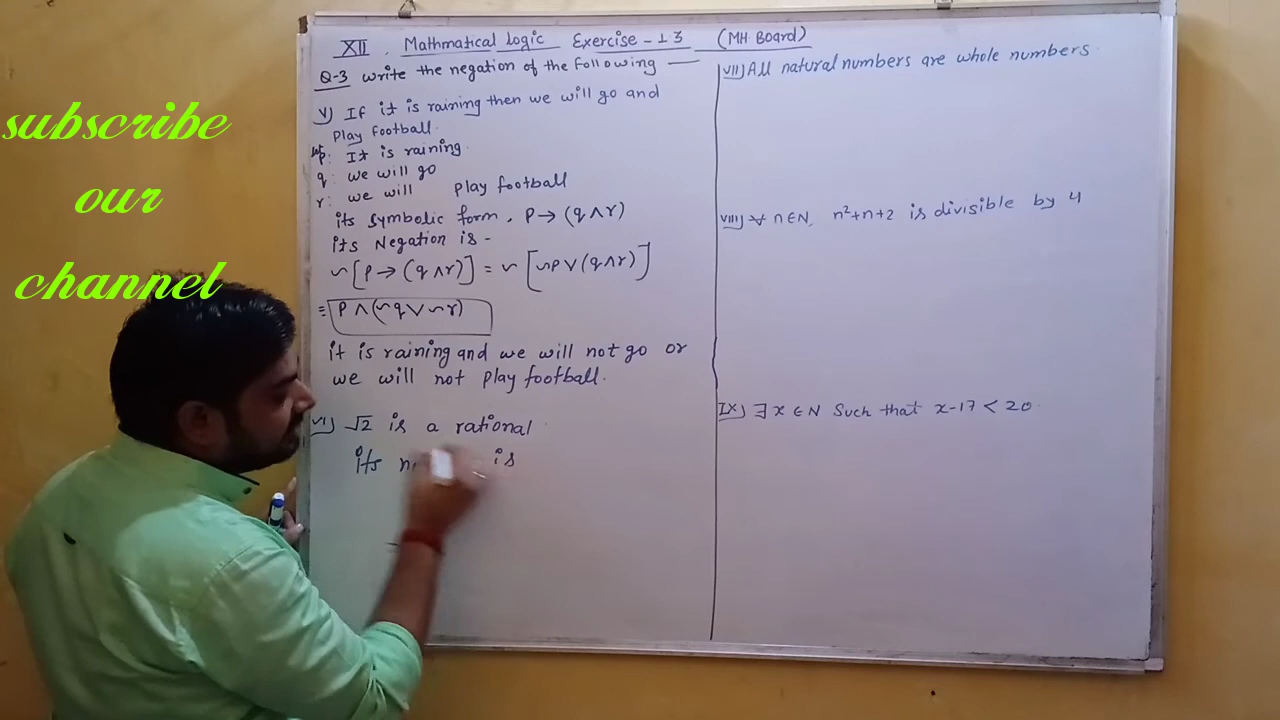 subscribe
our
channel
XII. Mathmatical Logic Exercise - 1.3 (MH Board)
Q-3 write the negation of the Following —
V) IF it is raining then we will go and
Play football.
let p: It is raining.
q: we will go
r: we will play football
its symbolic form, P → (q ∧ r)
its Negation is -
~[P → (q ∧ r)] = ~[~P ∨ (q ∧ r)]
≡ P ∧ (~q ∨ ~r)
it is raining and we will not go or
we will not play football.
VI) √2 is a rational
its is
VII) All natural numbers are whole numbers.
VIII) ∀ n ∈ N, n²+n+2 is divisible by 4
IX) ∃ x ∈ N Such that x-17 < 20.